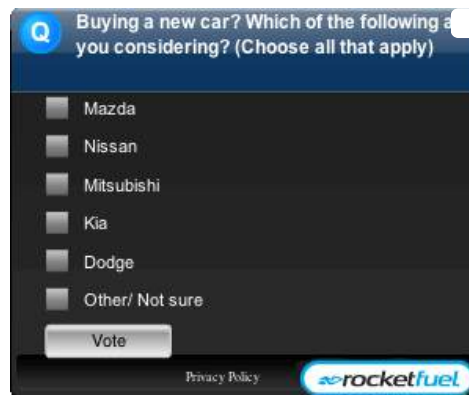 Q
Buying a new car? Which of the following
you considering? (Choose all that apply)
Mazda
Nissan
Mitsubishi
Kia
Dodge
Other/ Not sure
Vote
Privacy Policy
rocketfuel